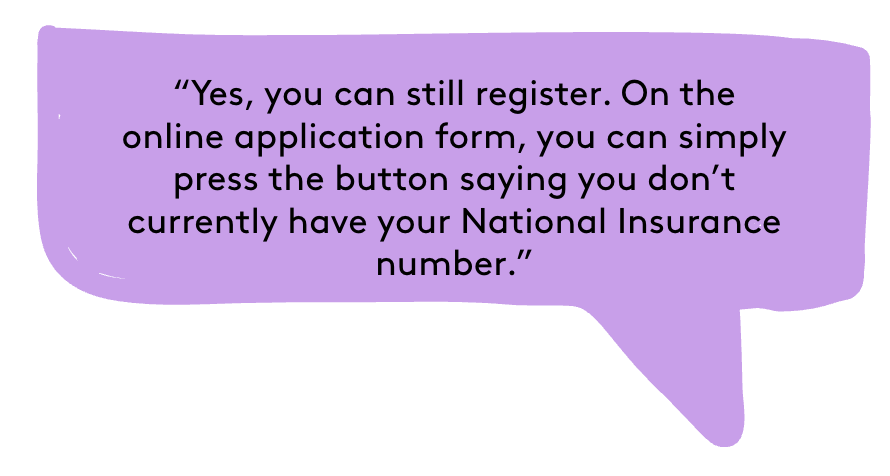 “Yes, you can still register. On the
online application form, you can simply
press the button saying you don’t
currently have your National Insurance
number.”